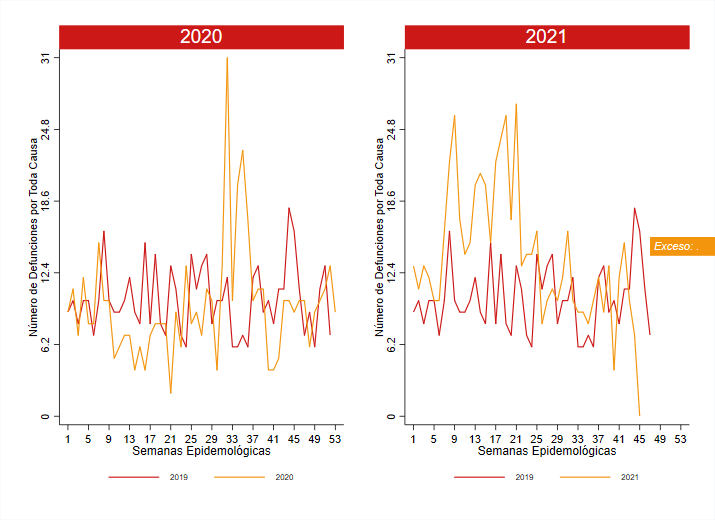 2020
Número de Defunciones por Toda Causa
31
24.8
18.6
12.4
6.2
0
1 5 9 13 17 21 25 29 33 37 41 45 49 53
Semanas Epidemológicas
2019 2020
2021
Número de Defunciones por Toda Causa
31
24.8
18.6
12.4
6.2
0
1 5 9 13 17 21 25 29 33 37 41 45 49 53
Semanas Epidemológicas
2019 2021
Exceso: .